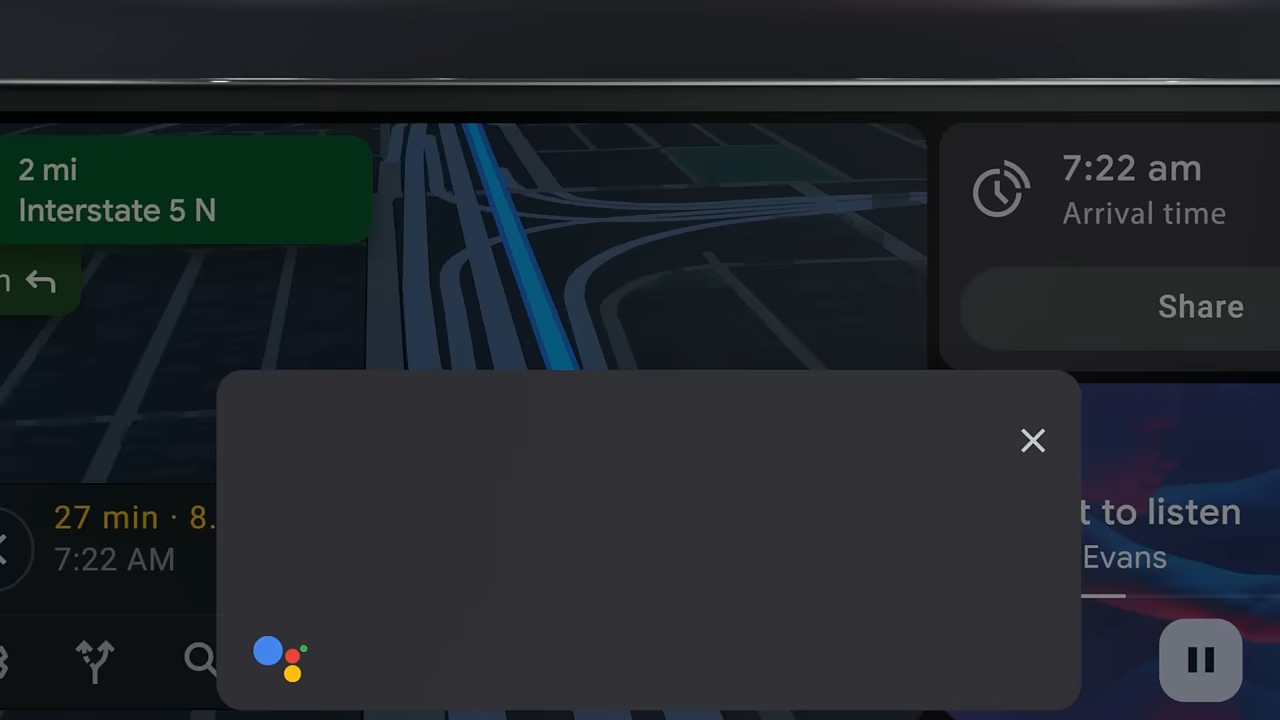 2 mi
Interstate 5 N
7:22 am
Arrival time
Share
27 min · 8.
7:22 AM
t to listen
Evans